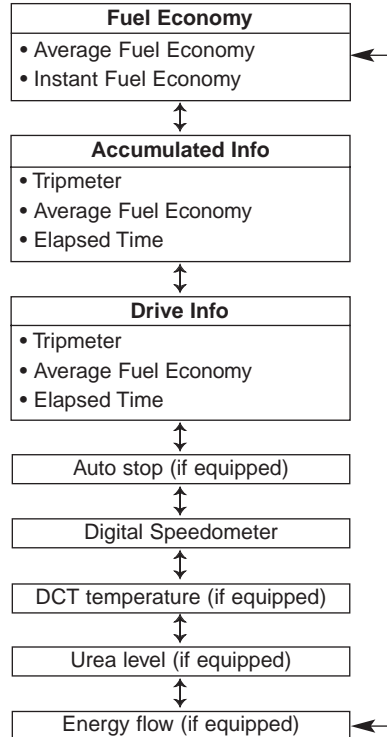 Fuel Economy
• Average Fuel Economy
• Instant Fuel Economy
Accumulated Info
• Tripmeter
• Average Fuel Economy
• Elapsed Time
Drive Info
• Tripmeter
• Average Fuel Economy
• Elapsed Time
Auto stop (if equipped)
Digital Speedometer
DCT temperature (if equipped)
Urea level (if equipped)
Energy flow (if equipped)